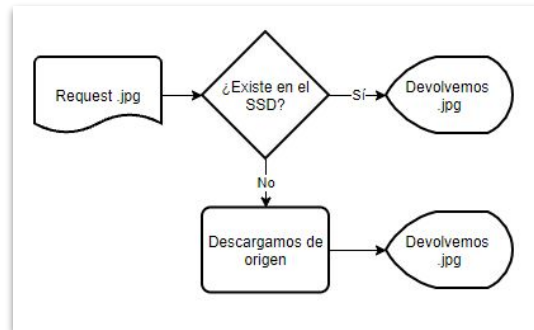 Request .jpg
¿Existe en el
SSD?
Sí
Devolvemos
.jpg
No
Descargamos de
origen
Devolvemos
.jpg